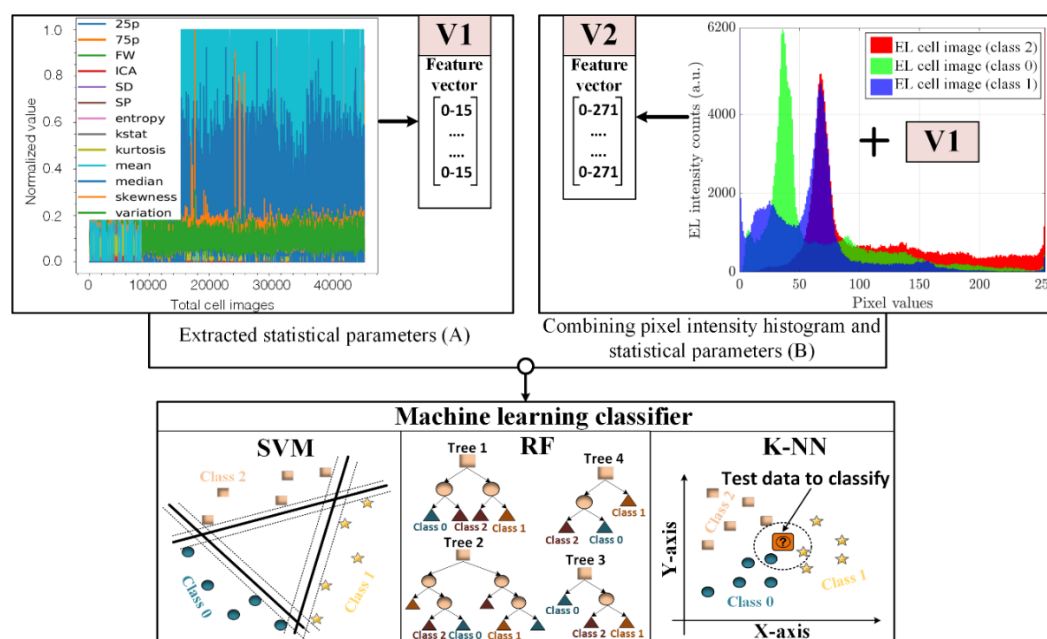 1.0
0.8
0.6
0.4
0.2
0.0
Normalized value
25p
75p
FW
ICA
SD
SP
entropy
kstat
kurtosis
mean
median
skewness
variation
0 10000 20000 30000 40000
Total cell images
V1
Feature
vector
0-15
....
....
0-15
V2
Feature
vector
0-271
....
....
0-271
6200
4000
2000
0
EL intensity counts (a.u.)
EL cell image (class 2)
EL cell image (class 0)
EL cell image (class 1)
+ V1
0 50 100 150 200
Pixel values
Extracted statistical parameters (A)
Combining pixel intensity histogram and
statistical parameters (B)
Machine learning classifier
SVM
Class 2
Class 0
Class 1
RF
Tree 1
Class 0 Class 2 Class 1
Tree 4
Class 1
Class 2 Class 0
Tree 2
Class 2 Class 0 Class 1
Tree 3
Class 0
Class 2 Class 1
K-NN
Test data to classify
Class 2
?
Class 1
Class 0
Y-axis
X-axis